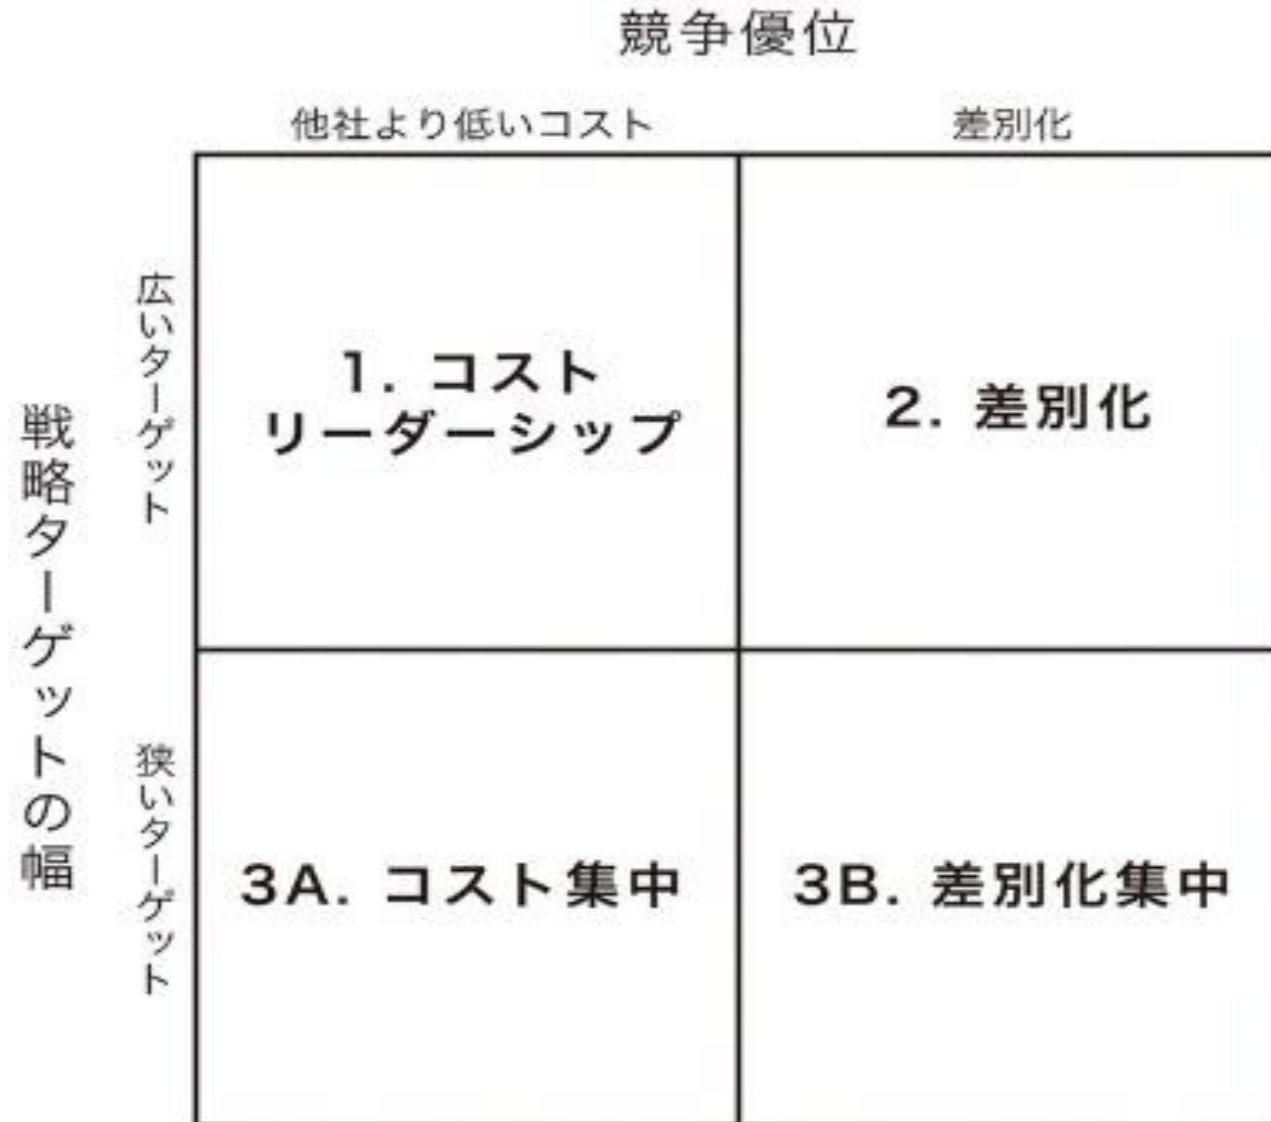 競争優位
他社より低いコスト
差別化
戦略ターゲットの幅
広いターゲット
1. コスト
リーダーシップ
2. 差別化
狭いターゲット
3A. コスト集中
3B. 差別化集中